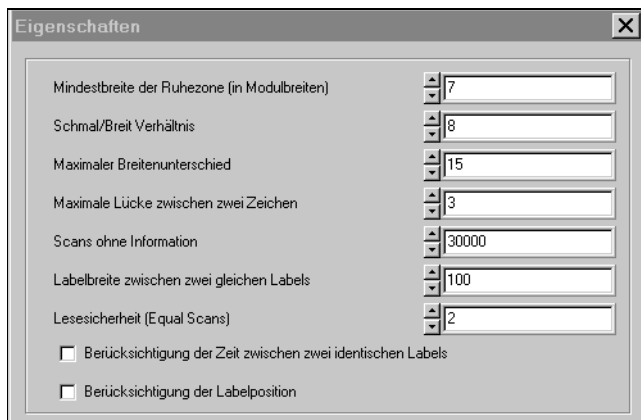 Eigenschaften
Mindestbreite der Ruhezone (in Modulbreiten) 7
Schmal/Breit Verhältnis 8
Maximaler Breitenunterschied 15
Maximale Lücke zwischen zwei Zeichen 3
Scans ohne Information 30000
Labelbreite zwischen zwei gleichen Labels 100
Lesesicherheit (Equal Scans) 2
Berücksichtigung der Zeit zwischen zwei identischen Labels
Berücksichtigung der Labelposition